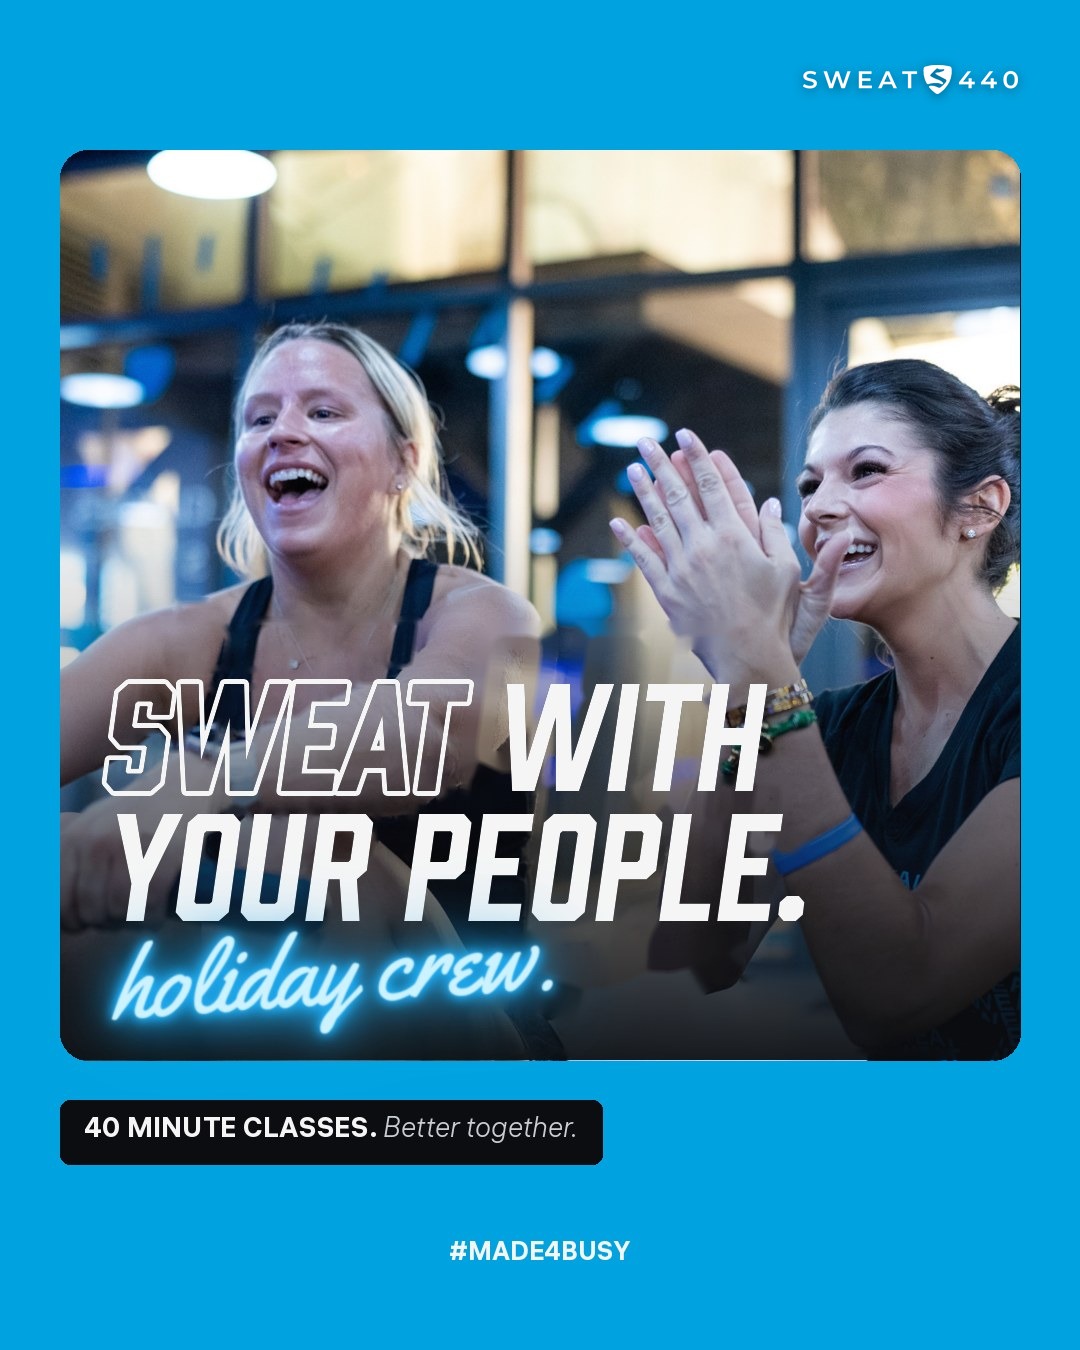 SWEAT 440
SWEAT WITH
YOUR PEOPLE.
holiday crew.
40 MINUTE CLASSES. Better together.
#MADE4BUSY